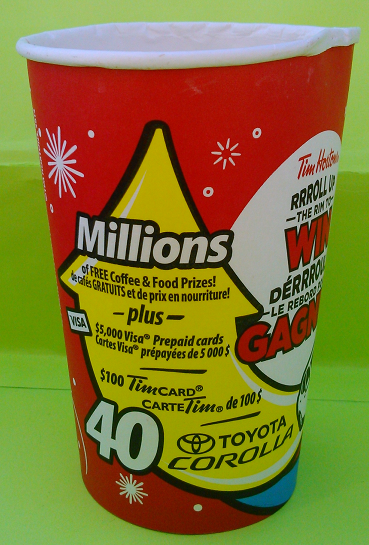 Millions
of FREE Coffee & Food Prizes!
de cafés GRATUITS et de prix en nourriture!
plus
VISA
$5,000 Visa® Prepaid cards
Cartes Visa® prépayées de 5 000 $
$100 TimCARD®
CARTE Tim® de 100 $
40
TOYOTA
COROLLA
Tim Hortons
RRROLL UP
THE RIM TO
WIN
DÉRRROU
LE REBORD
GAGN